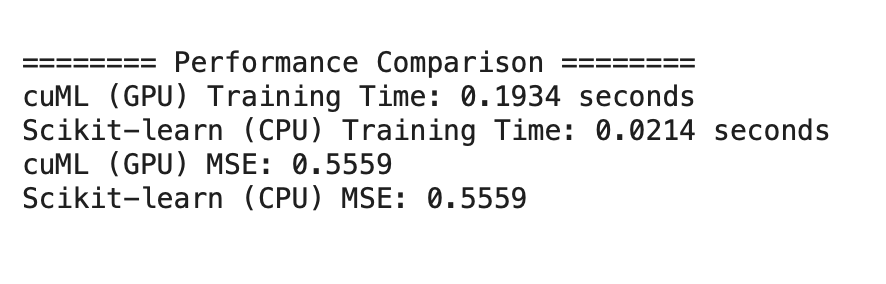 ======== Performance Comparison ========
cuML (GPU) Training Time: 0.1934 seconds
Scikit-learn (CPU) Training Time: 0.0214 seconds
cuML (GPU) MSE: 0.5559
Scikit-learn (CPU) MSE: 0.5559